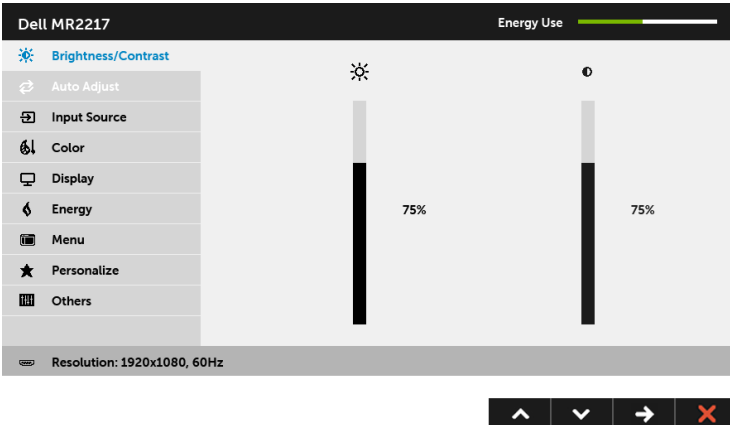 Dell MR2217
Energy Use
Brightness/Contrast
Auto Adjust
Input Source
Color
Display
Energy
Menu
Personalize
Others
75%
75%
Resolution: 1920x1080, 60Hz